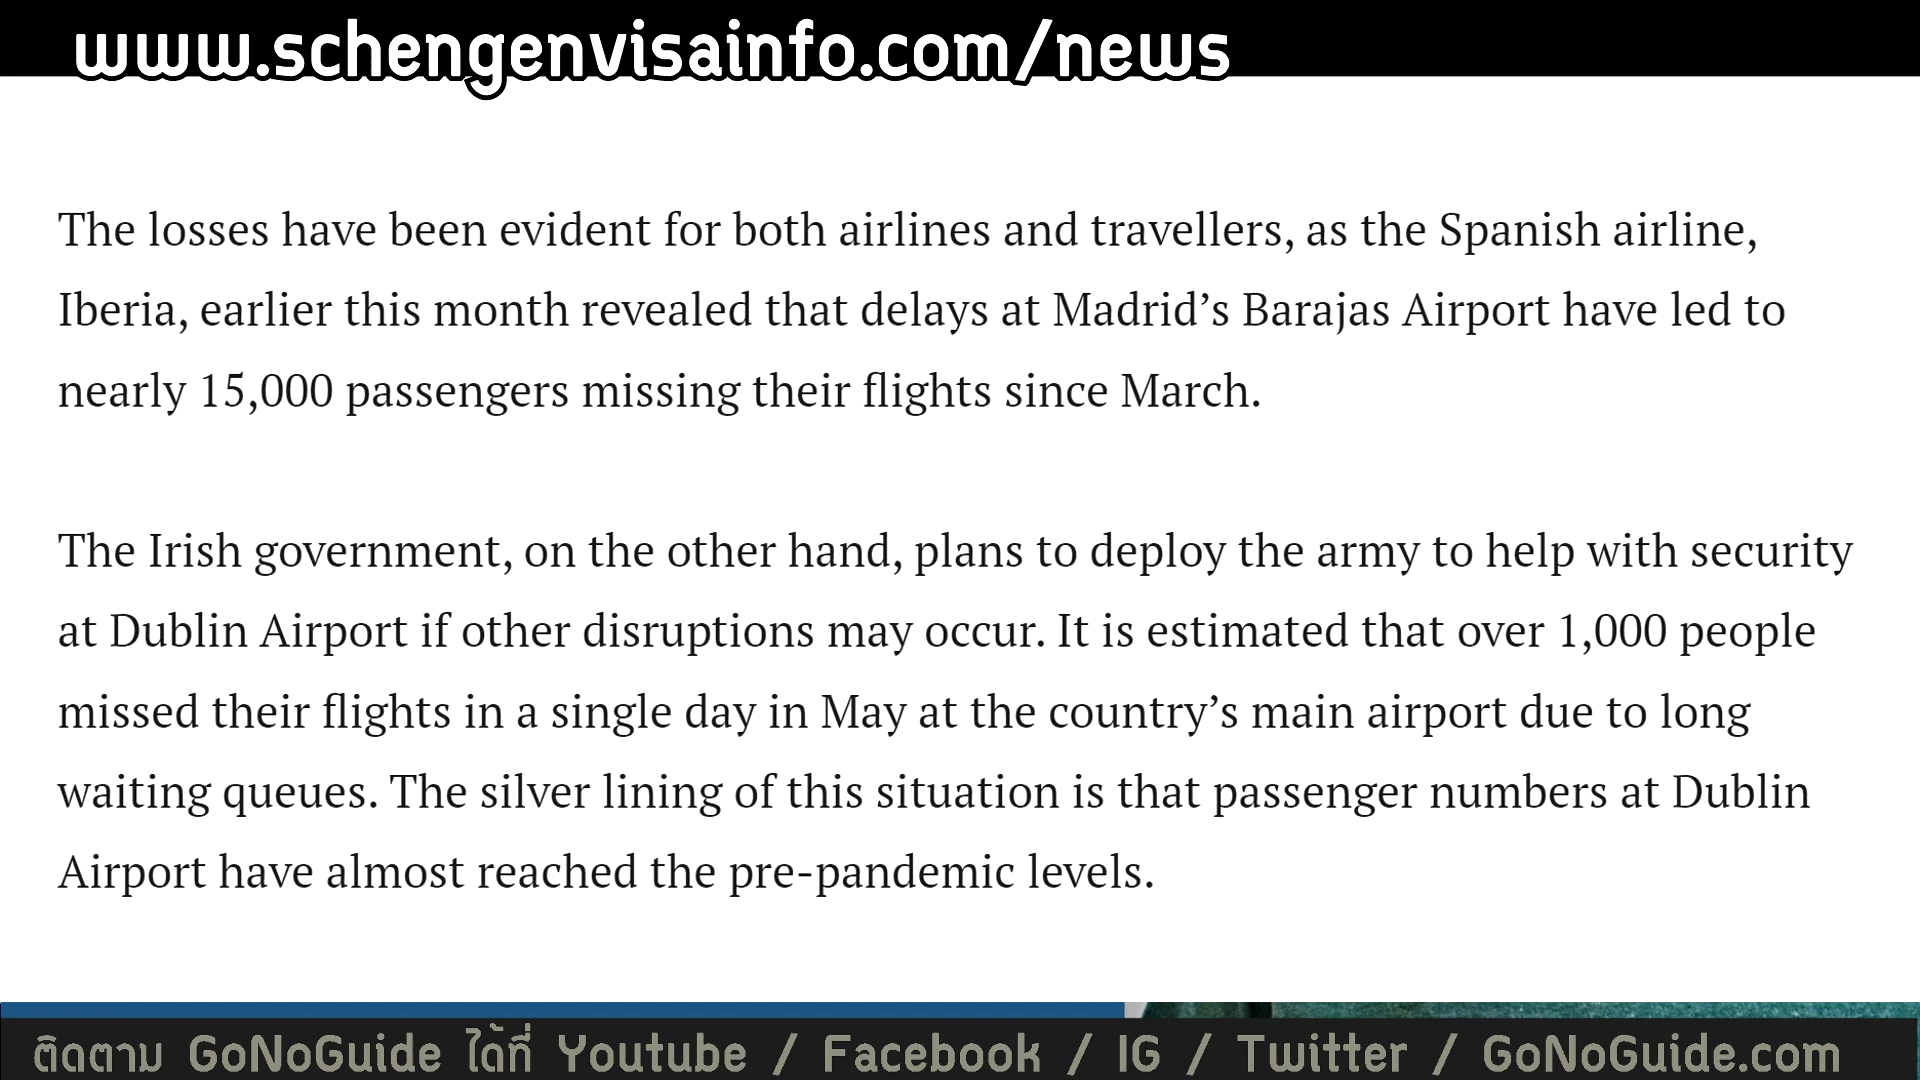 www.schengenvisainfo.com/news
The losses have been evident for both airlines and travellers, as the Spanish airline,
Iberia, earlier this month revealed that delays at Madrid’s Barajas Airport have led to
nearly 15,000 passengers missing their flights since March.
The Irish government, on the other hand, plans to deploy the army to help with security
at Dublin Airport if other disruptions may occur. It is estimated that over 1,000 people
missed their flights in a single day in May at the country’s main airport due to long
waiting queues. The silver lining of this situation is that passenger numbers at Dublin
Airport have almost reached the pre-pandemic levels.
ติดตาม GoNoGuide ได้ที่ Youtube / Facebook / IG / Twitter / GoNoGuide.com